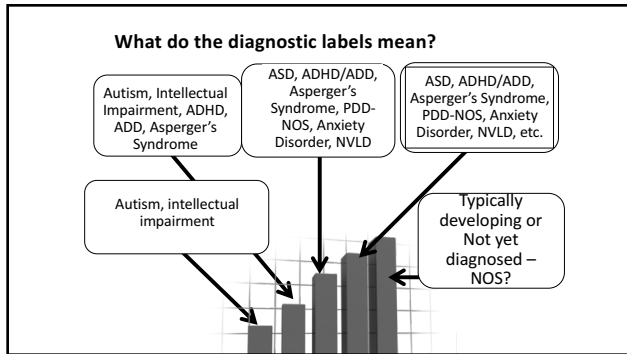 What do the diagnostic labels mean?
Autism, Intellectual
Impairment, ADHD,
ADD, Asperger's
Syndrome
ASD, ADHD/ADD,
Asperger's
Syndrome, PDD-
NOS, Anxiety
Disorder, NVLD
ASD, ADHD/ADD,
Asperger's Syndrome,
PDD-NOS, Anxiety
Disorder, NVLD, etc.
Autism, intellectual
impairment
Typically
developing or
Not yet
diagnosed –
NOS?